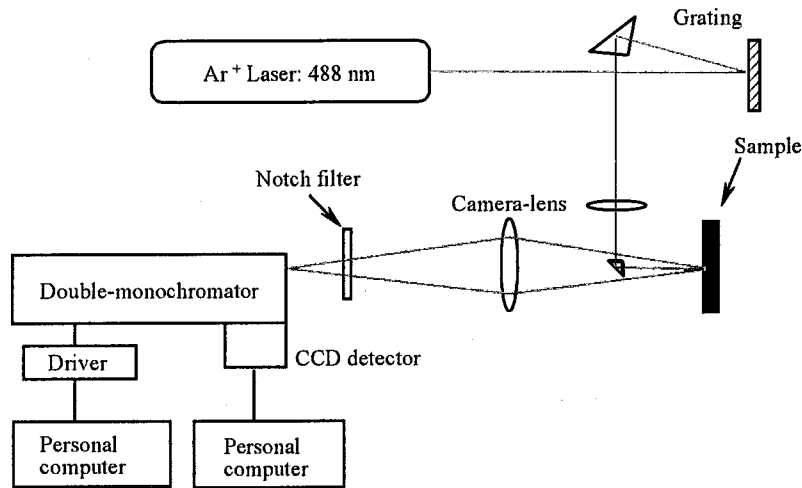 Grating
Ar+ Laser: 488 nm
Sample
Notch filter
Camera-lens
Double-monochromator
Driver
CCD detector
Personal
computer
Personal
computer